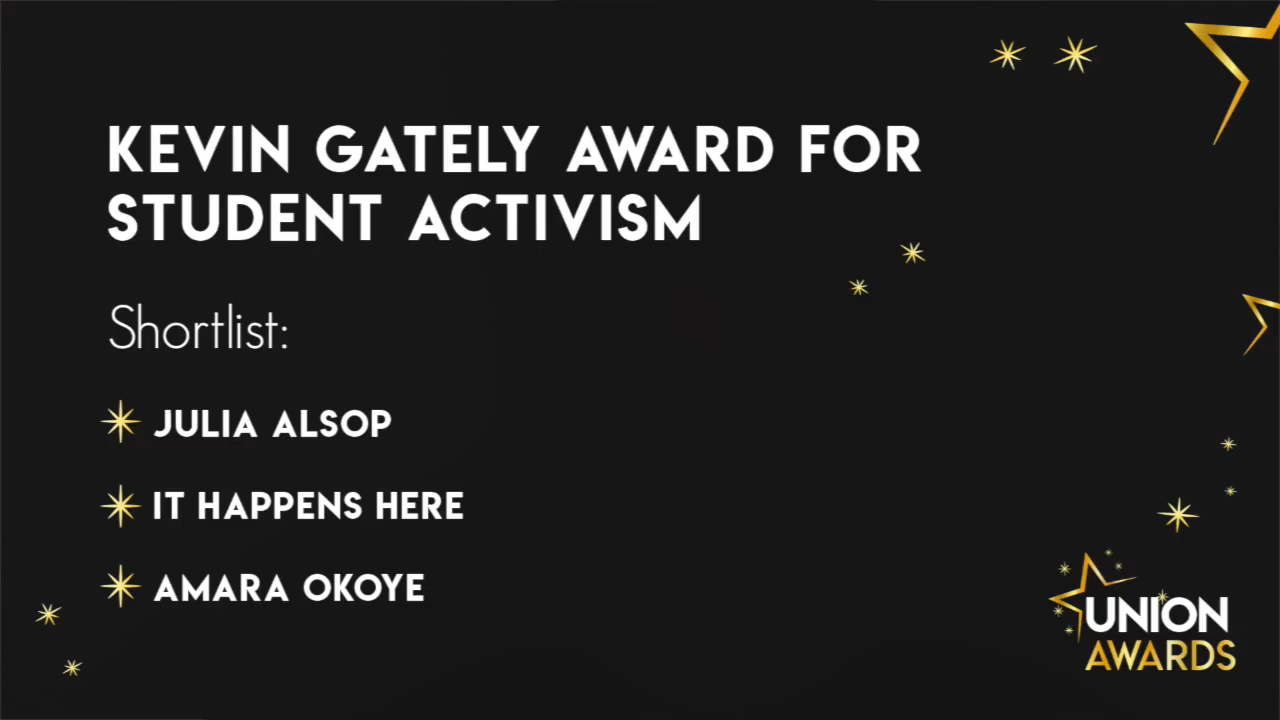 KEVIN GATELY AWARD FOR
STUDENT ACTIVISM
Shortlist:
JULIA ALSOP
IT HAPPENS HERE
AMARA OKOYE
UNION
AWARDS